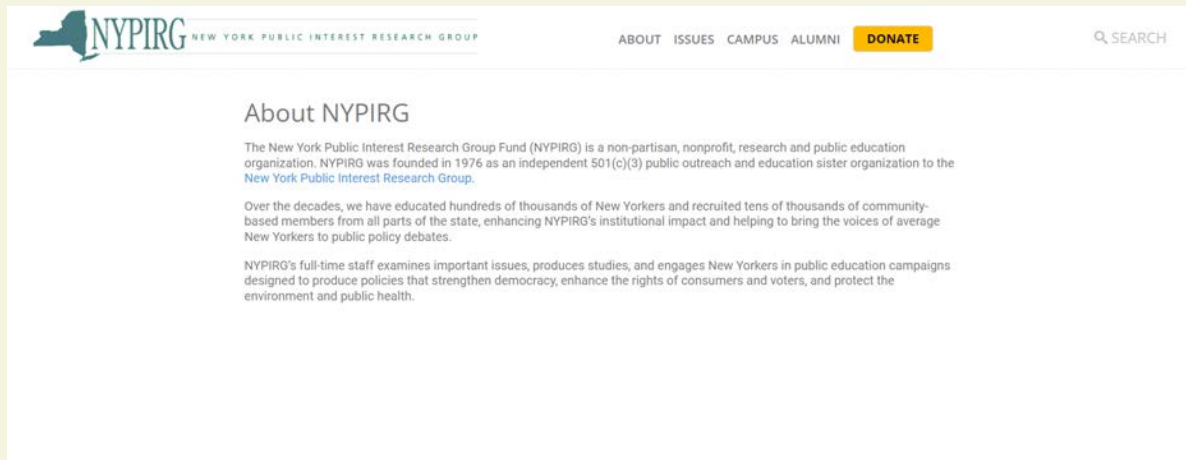 NYPIRG NEW YORK PUBLIC INTEREST RESEARCH GROUP
ABOUT ISSUES CAMPUS ALUMNI DONATE
SEARCH
About NYPIRG
The New York Public Interest Research Group Fund (NYPIRG) is a non-partisan, nonprofit, research and public education
organization. NYPIRG was founded in 1976 as an independent 501(c)(3) public outreach and education sister organization to the
New York Public Interest Research Group.
Over the decades, we have educated hundreds of thousands of New Yorkers and recruited tens of thousands of community-
based members from all parts of the state, enhancing NYPIRG's institutional impact and helping to bring the voices of average
New Yorkers to public policy debates.
NYPIRG's full-time staff examines important issues, produces studies, and engages New Yorkers in public education campaigns
designed to produce policies that strengthen democracy, enhance the rights of consumers and voters, and protect the
environment and public health.